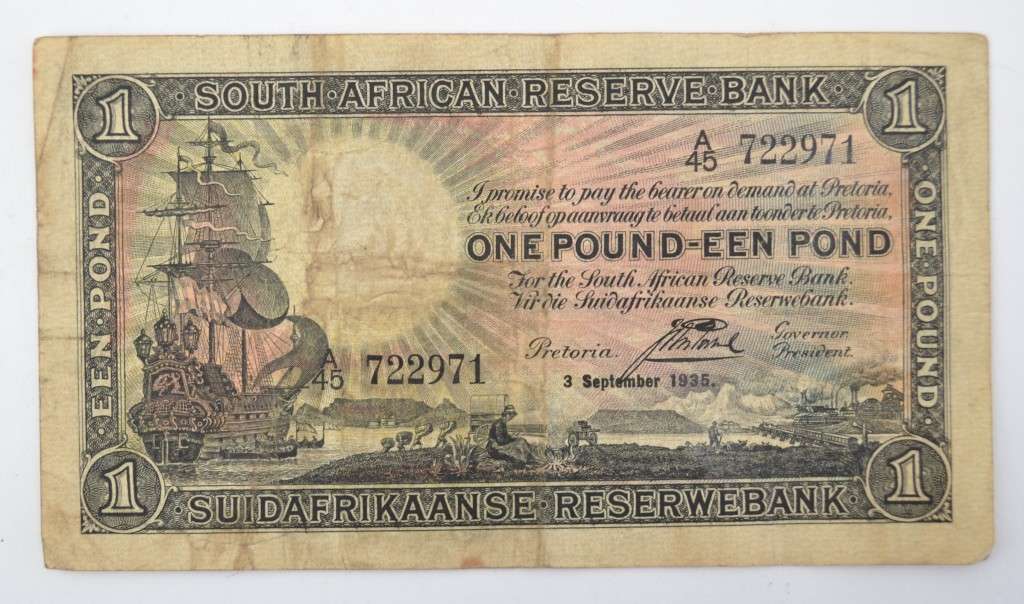 1 · SOUTH · AFRICAN · RESERVE · BANK · 1
A/45 722971
I promise to pay the bearer on demand at Pretoria.
Ek beloof op aanvraag te betaal aan toonder te Pretoria,
ONE POUND-EEN POND
For the South African Reserve Bank.
Vir die Suidafrikaanse Reserwebank.
Pretoria.
Governor
President.
3 September 1935.
A/45 722971
· EEN · POND ·
· ONE · POUND ·
1 · SUIDAFRIKAANSE · RESERWEBANK · 1